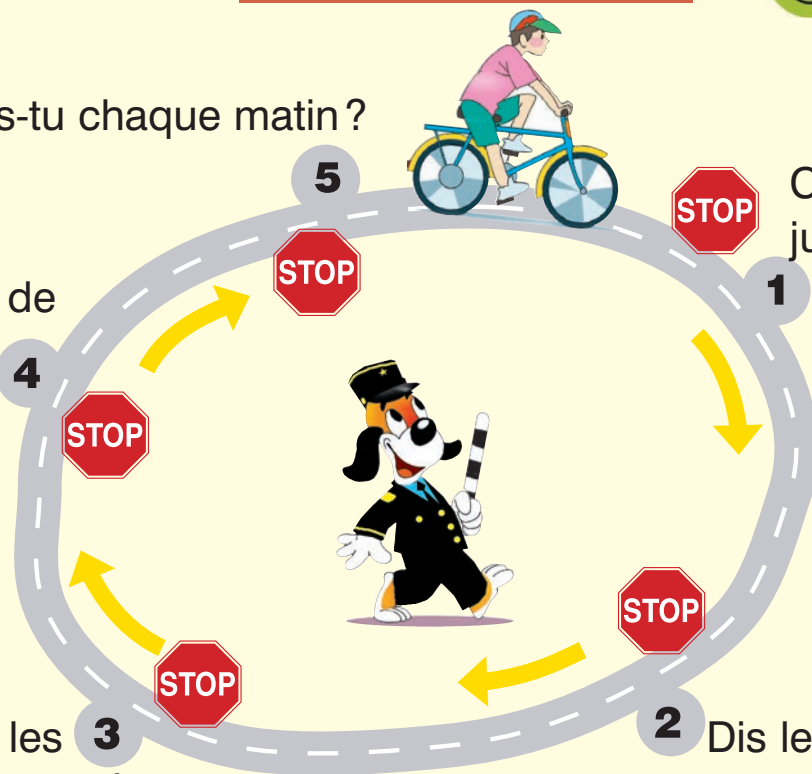 s-tu chaque matin ?
5
STOP
1
STOP
de
4
STOP
STOP
2
Dis le
STOP
les
3